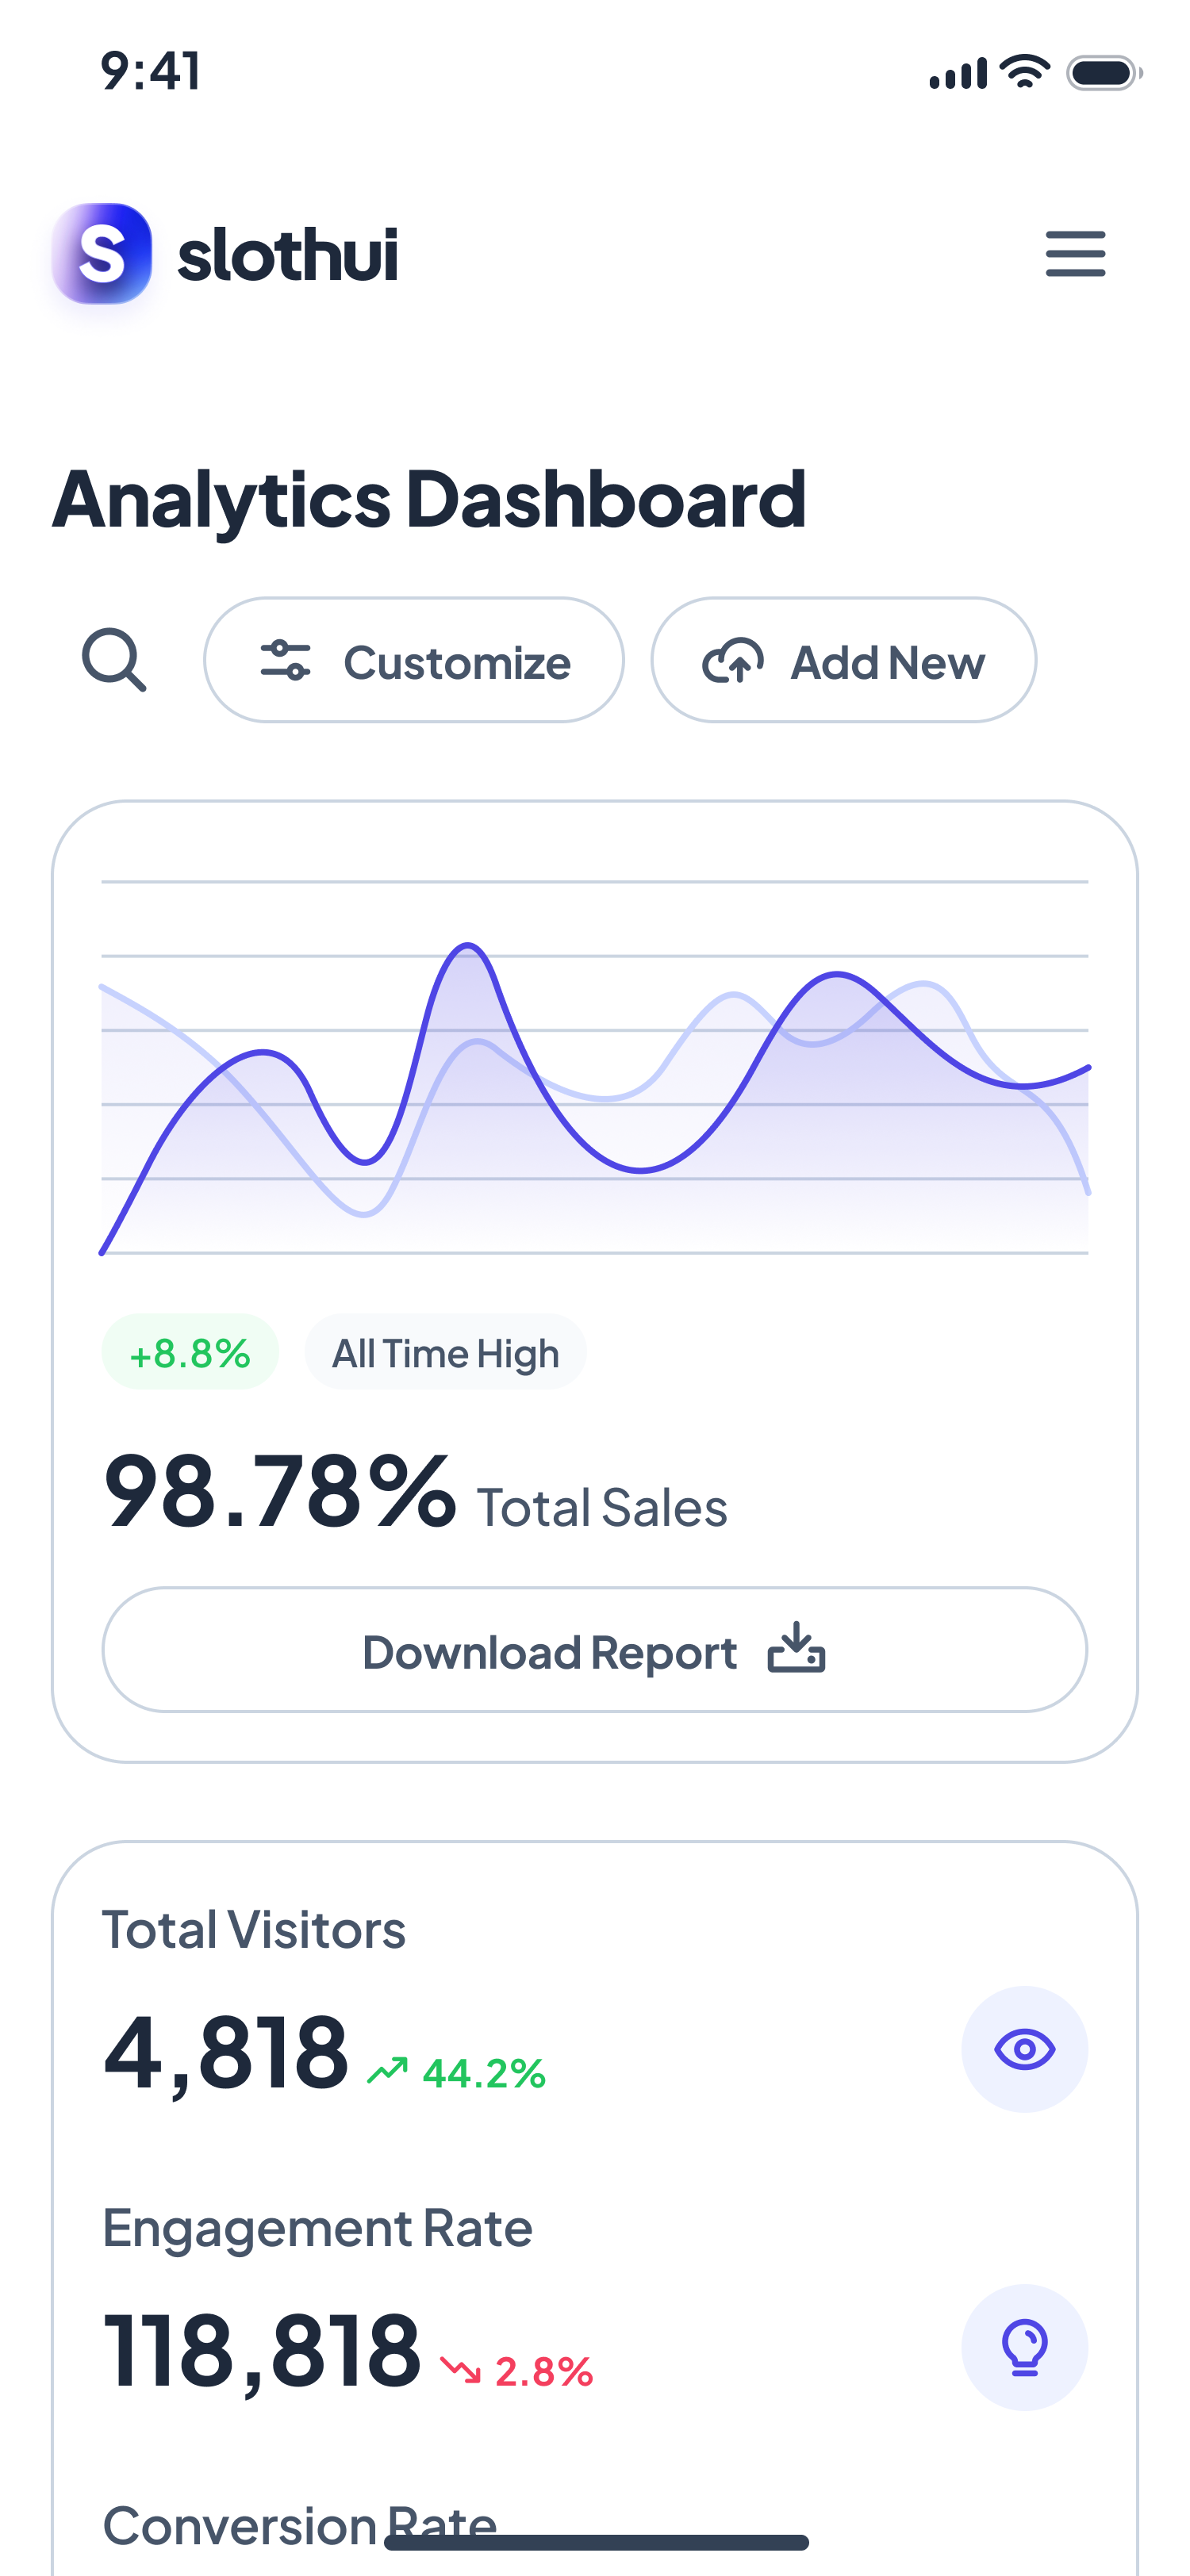 9:41
S slothui
Analytics Dashboard
Customize
Add New
+8.8% All Time High
98.78% Total Sales
Download Report
Total Visitors
4,818 44.2%
Engagement Rate
118,818 2.8%
Conversion Rate